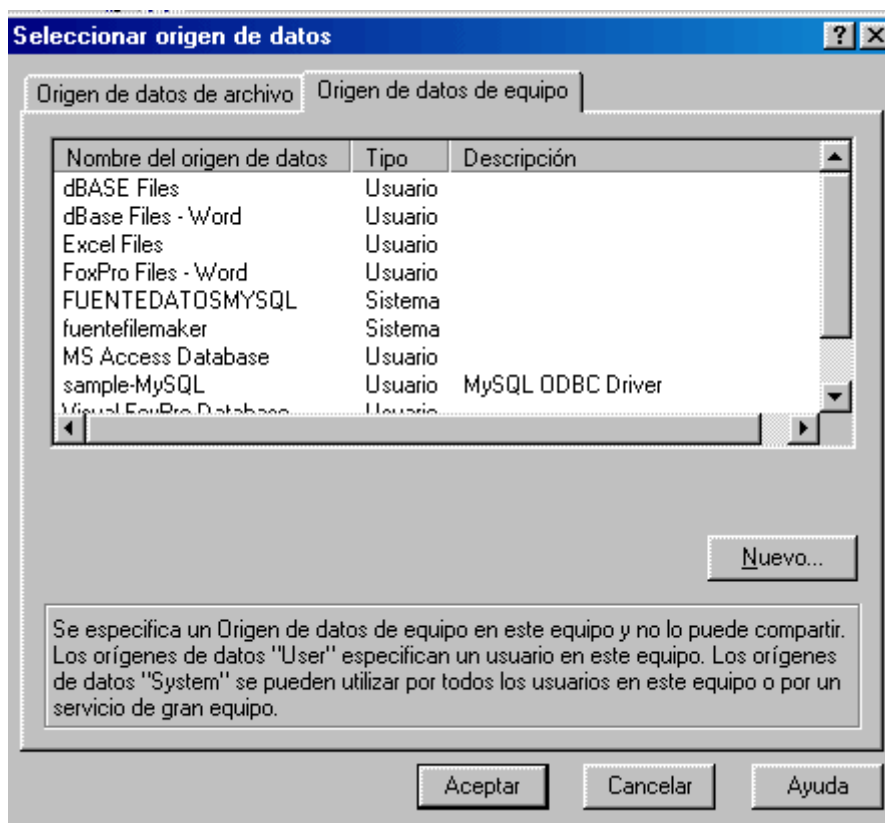 Seleccionar origen de datos
Origen de datos de archivo Origen de datos de equipo
Nombre del origen de datos Tipo Descripción
dBASE Files Usuario
dBase Files - Word Usuario
Excel Files Usuario
FoxPro Files - Word Usuario
FUENTEDATOSMYSQL Sistema
fuentefilemaker Sistema
MS Access Database Usuario
sample-MySQL Usuario MySQL ODBC Driver
Visual FoxPro Database Usuario
Nuevo...
Se especifica un Origen de datos de equipo en este equipo y no lo puede compartir.
Los orígenes de datos "User" especifican un usuario en este equipo. Los orígenes
de datos "System" se pueden utilizar por todos los usuarios en este equipo o por un
servicio de gran equipo.
Aceptar Cancelar Ayuda